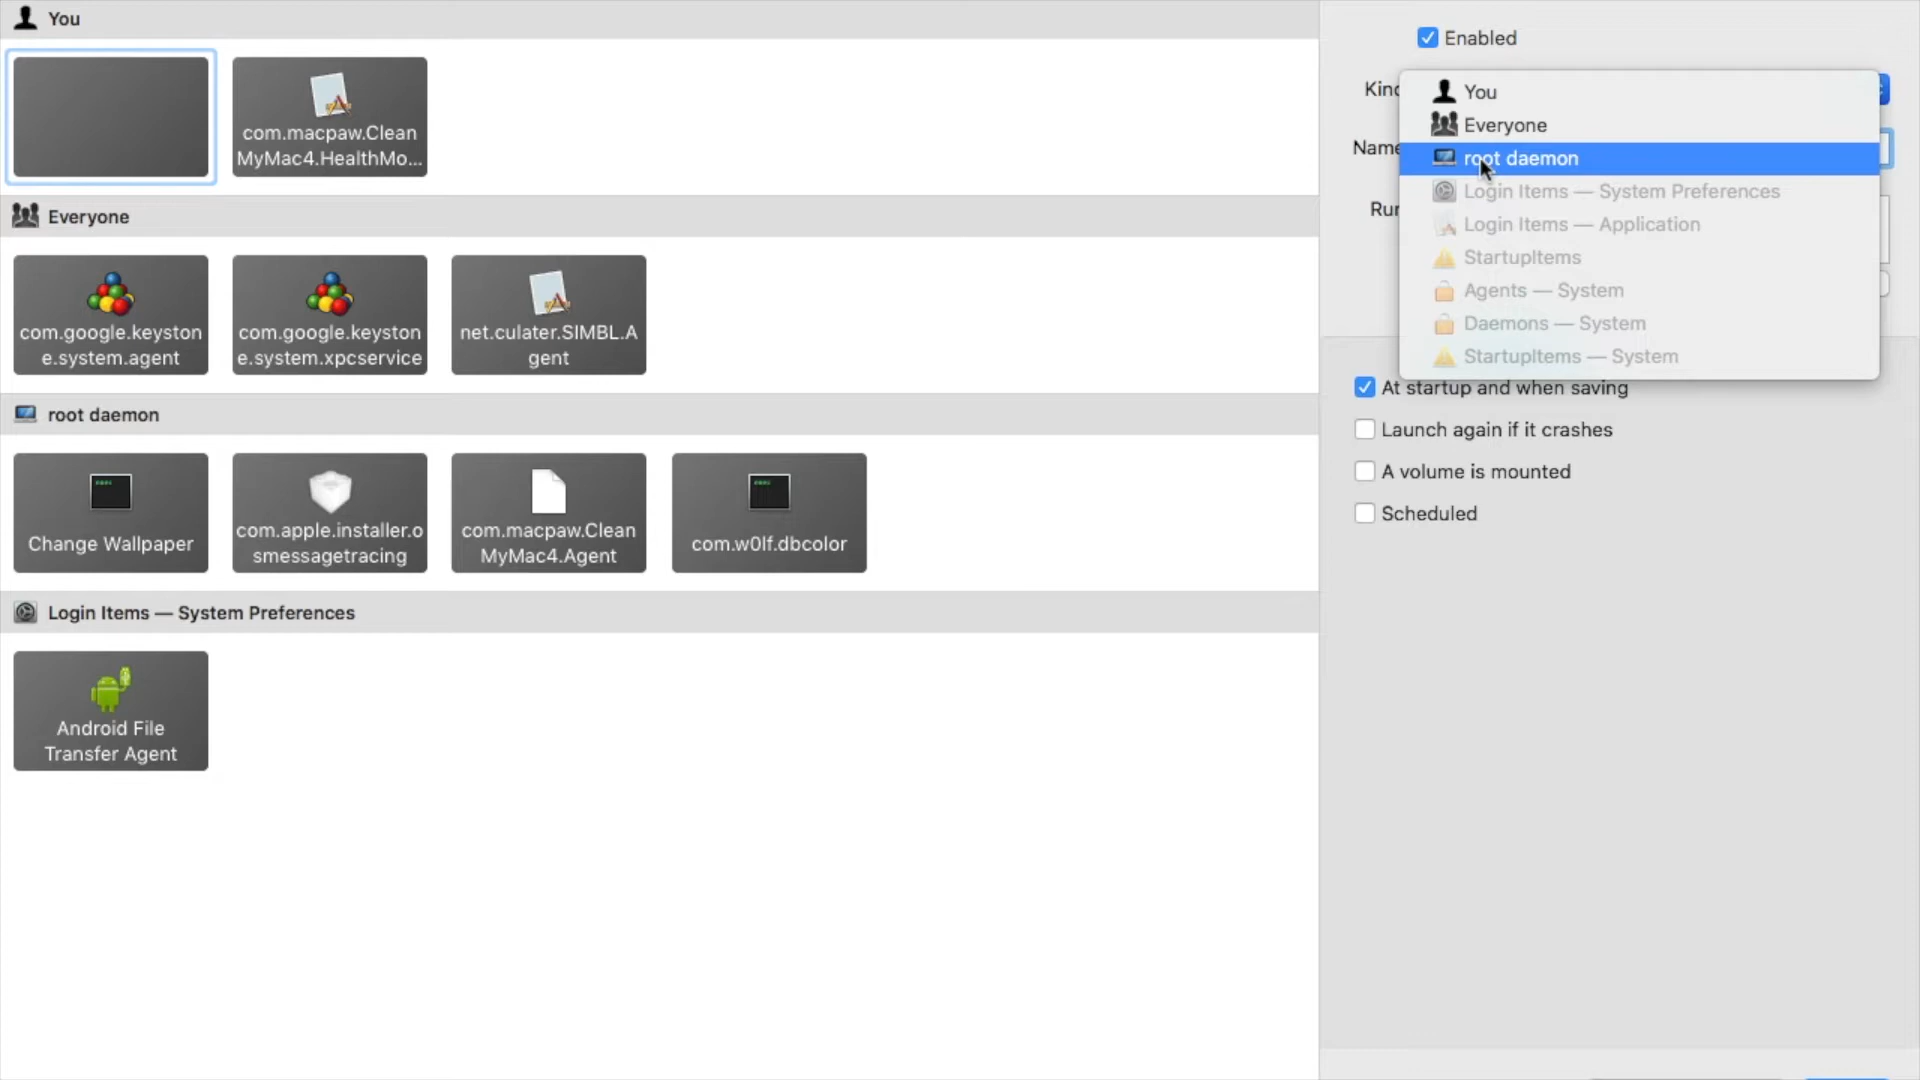 You
com.macpaw.Clean
MyMac4.HealthMo...
Everyone
com.google.keyston
e.system.agent
com.google.keyston
e.system.xpcservice
net.culater.SIMBL.A
gent
root daemon
Change Wallpaper
com.apple.installer.o
smessagetracing
com.macpaw.Clean
MyMac4.Agent
com.w0lf.dbcolor
Login Items — System Preferences
Android File
Transfer Agent
Enabled
Kind
Name
Run
You
Everyone
root daemon
Login Items — System Preferences
Login Items — Application
StartupItems
Agents — System
Daemons — System
StartupItems — System
At startup and when saving
Launch again if it crashes
A volume is mounted
Scheduled